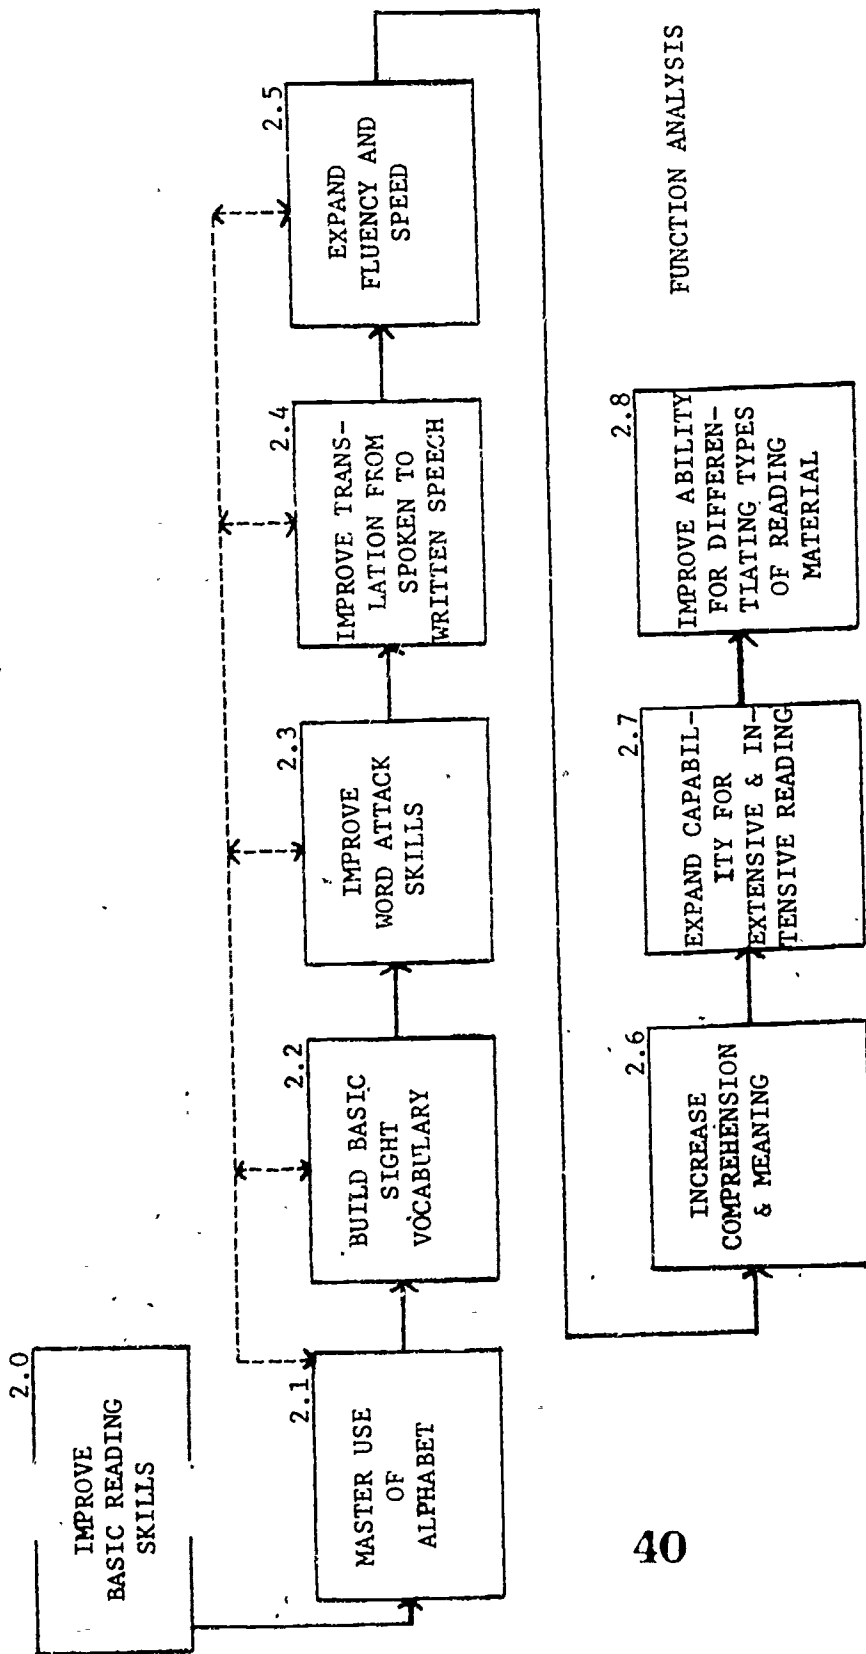 2.0
IMPROVE
BASIC READING
SKILLS
2.1
MASTER USE
OF
ALPHABET
2.2
BUILD BASIC
SIGHT
VOCABULARY
2.3
IMPROVE
WORD ATTACK
SKILLS
2.4
IMPROVE TRANS-
LATION FROM
SPOKEN TO
WRITTEN SPEECH
2.5
EXPAND
FLUENCY AND
SPEED
2.6
INCREASE
COMPREHENSION
& MEANING
2.7
EXPAND CAPABIL-
ITY FOR
EXTENSIVE & IN-
TENSIVE READING
2.8
IMPROVE ABILITY
FOR DIFFEREN-
TIATING TYPES
OF READING
MATERIAL
FUNCTION ANALYSIS
40